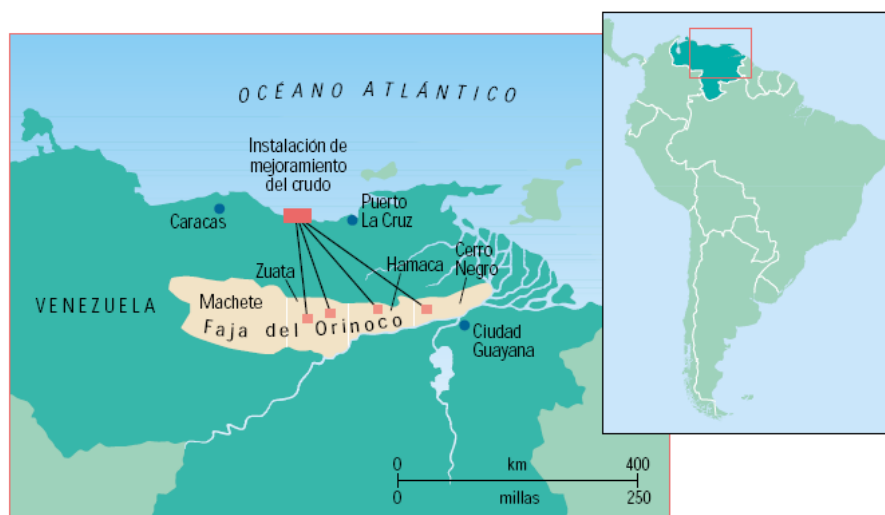 OCÉANO ATLÁNTICO
Instalación de
mejoramiento
del crudo
Caracas
Puerto
La Cruz
Zuata
Hamaca
Cerro
Negro
VENEZUELA
Machete
Faja del Orinoco
Ciudad
Guayana
0 km 400
0 millas 250